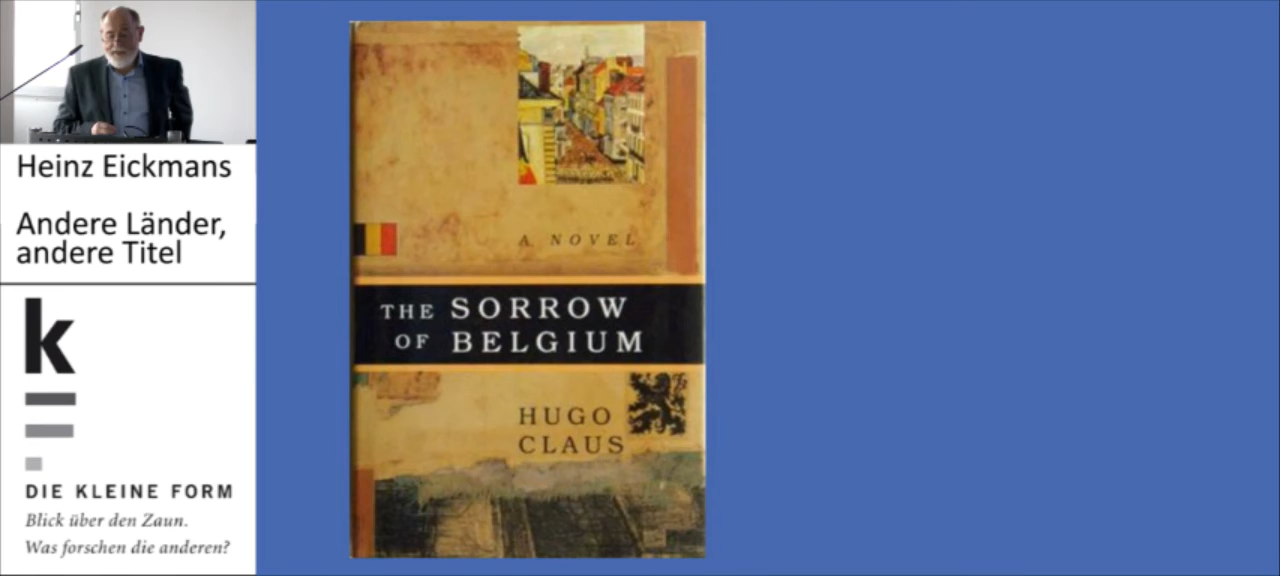 Heinz Eickmans
Andere Länder,
andere Titel
k
DIE KLEINE FORM
Blick über den Zaun.
Was forschen die anderen?
A NOVEL
THE SORROW
OF BELGIUM
HUGO
CLAUS